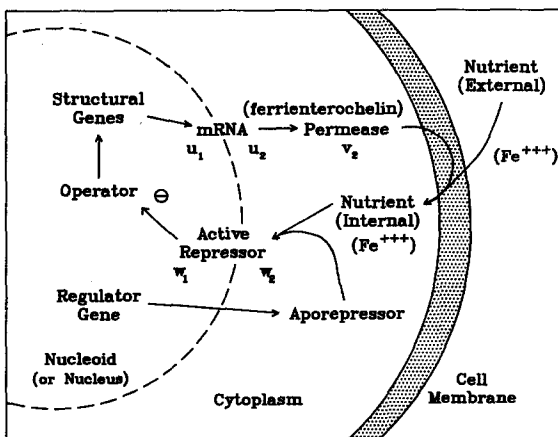 Nutrient
(External)
(Fe+++)
Structural
Genes
mRNA
u1 u2
(ferrienterochelin)
Permease
v2
Operator
⊖
Nutrient
(Internal)
(Fe+++)
Active
Repressor
w1 w2
Regulator
Gene
Aporepressor
Nucleoid
(or Nucleus)
Cytoplasm
Cell
Membrane